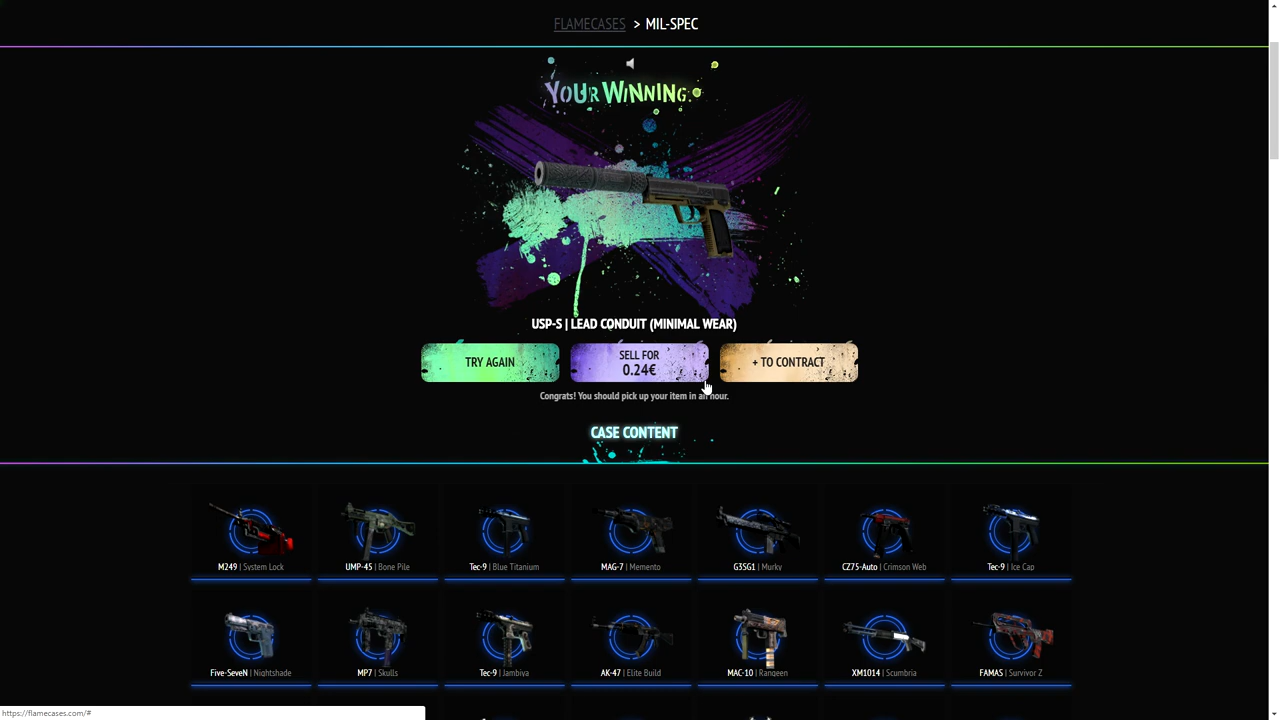 FLAMECASES > MIL-SPEC
YOUR WINNING:
USP-S | LEAD CONDUIT (MINIMAL WEAR)
TRY AGAIN
SELL FOR
0.24€
+ TO CONTRACT
Congrats! You should pick up your item in an hour.
CASE CONTENT
M249 | System Lock
UMP-45 | Bone Pile
Tec-9 | Blue Titanium
MAG-7 | Memento
G3SG1 | Murky
CZ75-Auto | Crimson Web
Tec-9 | Ice Cap
Five-SeveN | Nightshade
MP7 | Skulls
Tec-9 | Jambiya
AK-47 | Elite Build
MAC-10 | Rangeen
XM1014 | Scumbria
FAMAS | Survivor Z
https://flamecases.com/#